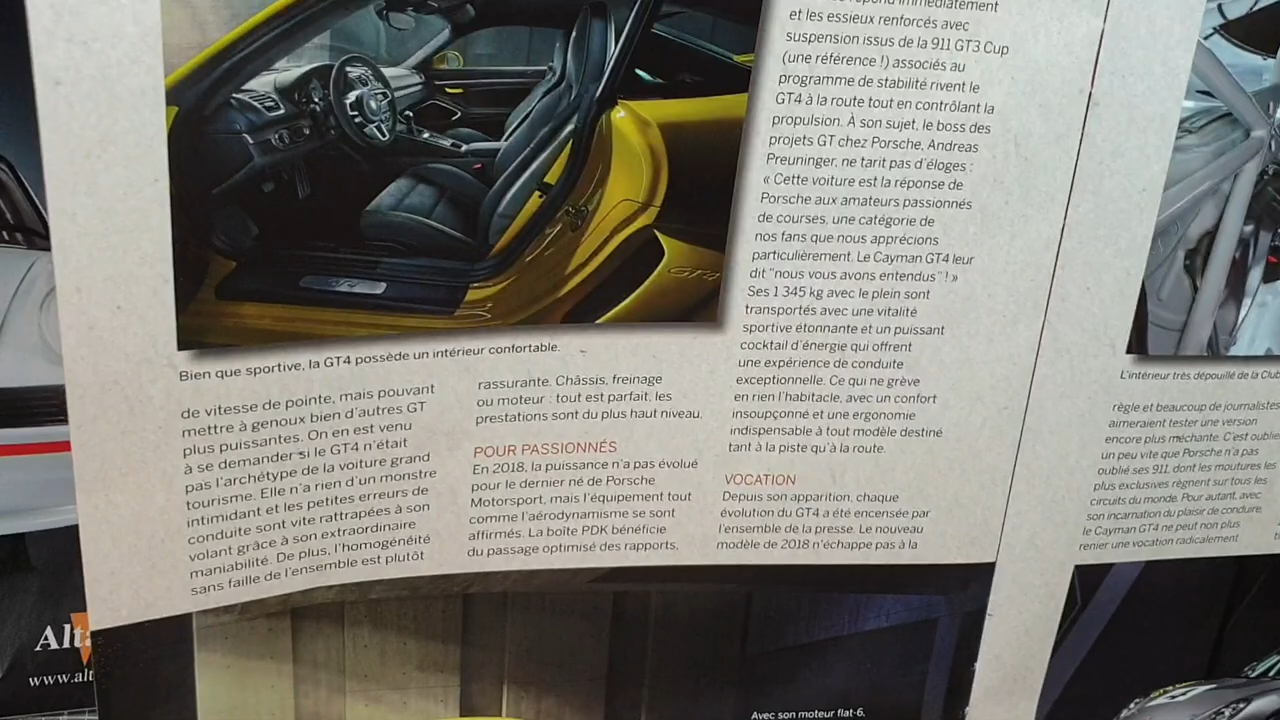 GT4
Bien que sportive, la GT4 possède un intérieur confortable.
de vitesse de pointe, mais pouvant
mettre à genoux bien d'autres GT
plus puissantes. On en est venu
à se demander si le GT4 n'était
pas l'archétype de la voiture grand
tourisme. Elle n'a rien d'un monstre
intimidant et les petites erreurs de
conduite sont vite rattrapées à son
volant grâce à son extraordinaire
maniabilité. De plus, l'homogénéité
sans faille de l'ensemble est plutôt
rassurante. Châssis, freinage
ou moteur : tout est parfait, les
prestations sont du plus haut niveau.
POUR PASSIONNÉS
En 2018, la puissance n'a pas évolué
pour le dernier né de Porsche
Motorsport, mais l'équipement tout
comme l'aérodynamisme se sont
affirmés. La boîte PDK bénéficie
du passage optimisé des rapports,
immédiatement
et les essieux renforcés avec
suspension issus de la 911 GT3 Cup
(une référence !) associés au
programme de stabilité rivent le
GT4 à la route tout en contrôlant la
propulsion. À son sujet, le boss des
projets GT chez Porsche, Andreas
Preuninger, ne tarit pas d'éloges :
« Cette voiture est la réponse de
Porsche aux amateurs passionnés
de courses, une catégorie de
nos fans que nous apprécions
particulièrement. Le Cayman GT4 leur
dit "nous vous avons entendus" ! »
Ses 1 345 kg avec le plein sont
transportés avec une vitalité
sportive étonnante et un puissant
cocktail d'énergie qui offrent
une expérience de conduite
exceptionnelle. Ce qui ne grève
en rien l'habitacle, avec un confort
insoupçonné et une ergonomie
indispensable à tout modèle destiné
tant à la piste qu'à la route.
VOCATION
Depuis son apparition, chaque
évolution du GT4 a été encensée par
l'ensemble de la presse. Le nouveau
modèle de 2018 n'échappe pas à la
L'intérieur très dépouillé de la Club
règle et beaucoup de journalistes
aimeraient tester une version
encore plus méchante. C'est oublier
un peu vite que Porsche n'a pas
oublié ses 911, dont les moutures les
plus exclusives règnent sur tous les
circuits du monde. Pour autant, avec
son incarnation du plaisir de conduire,
le Cayman GT4 ne peut non plus
renier une vocation radicalement
Avec son moteur flat-6,
Alt
www.alt